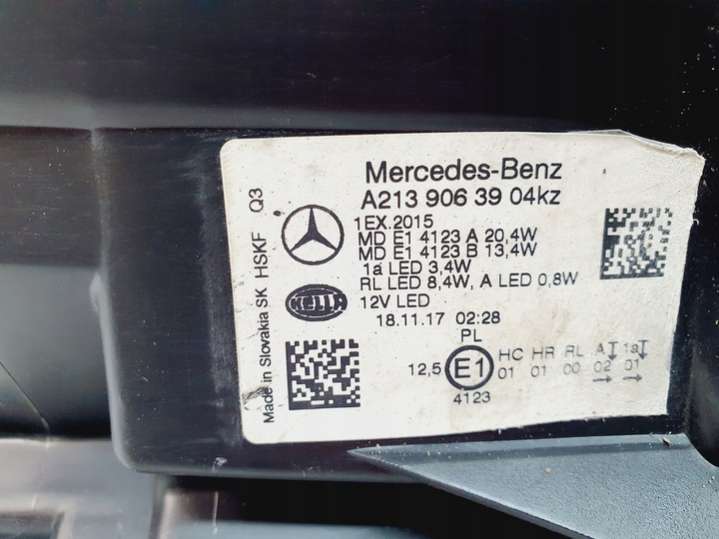 Mercedes-Benz
A213 906 39 04kz
1EX.2015
MD E1 4123 A 20,4W
MD E1 4123 B 13,4W
1a LED 3,4W
RL LED 8,4W, A LED 0,8W
12V LED
18.11.17 02:28
PL
HELLA
12,5 E1 HC HR RL A 1a
01 01 00 02 01
4123
Made in Slovakia SK HSKF Q3